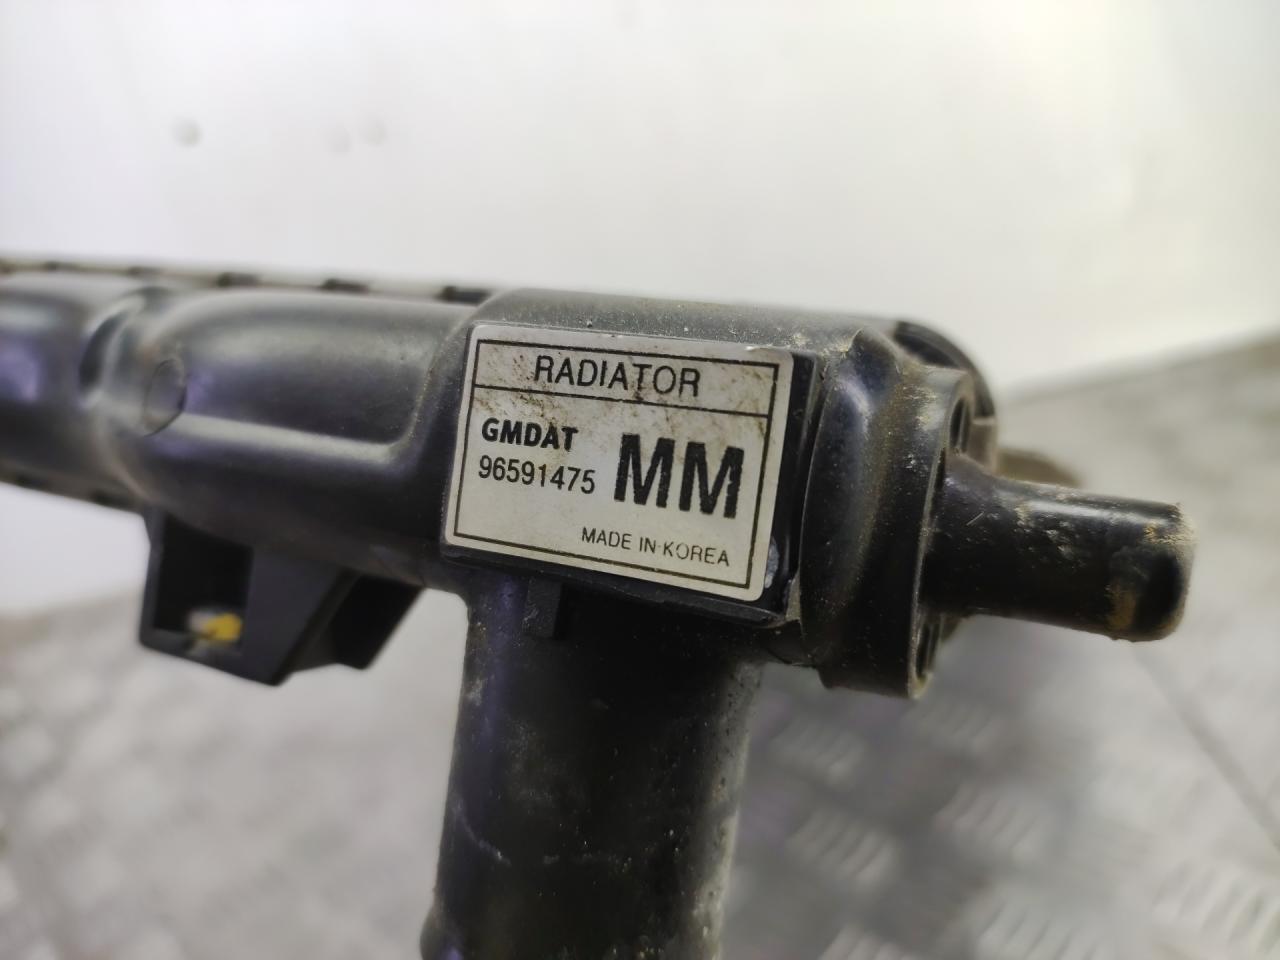 RADIATOR
GMDAT
96591475
MM
MADE IN KOREA